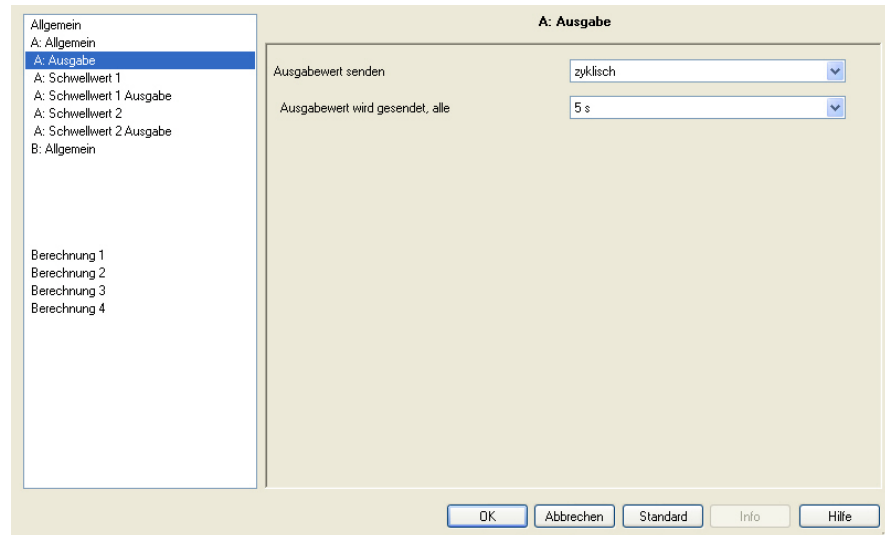 Allgemein
A: Allgemein
A: Ausgabe
A: Schwellwert 1
A: Schwellwert 1 Ausgabe
A: Schwellwert 2
A: Schwellwert 2 Ausgabe
B: Allgemein
Berechnung 1
Berechnung 2
Berechnung 3
Berechnung 4
A: Ausgabe
Ausgabewert senden zyklisch
Ausgabewert wird gesendet, alle 5 s
OK Abbrechen Standard Info Hilfe